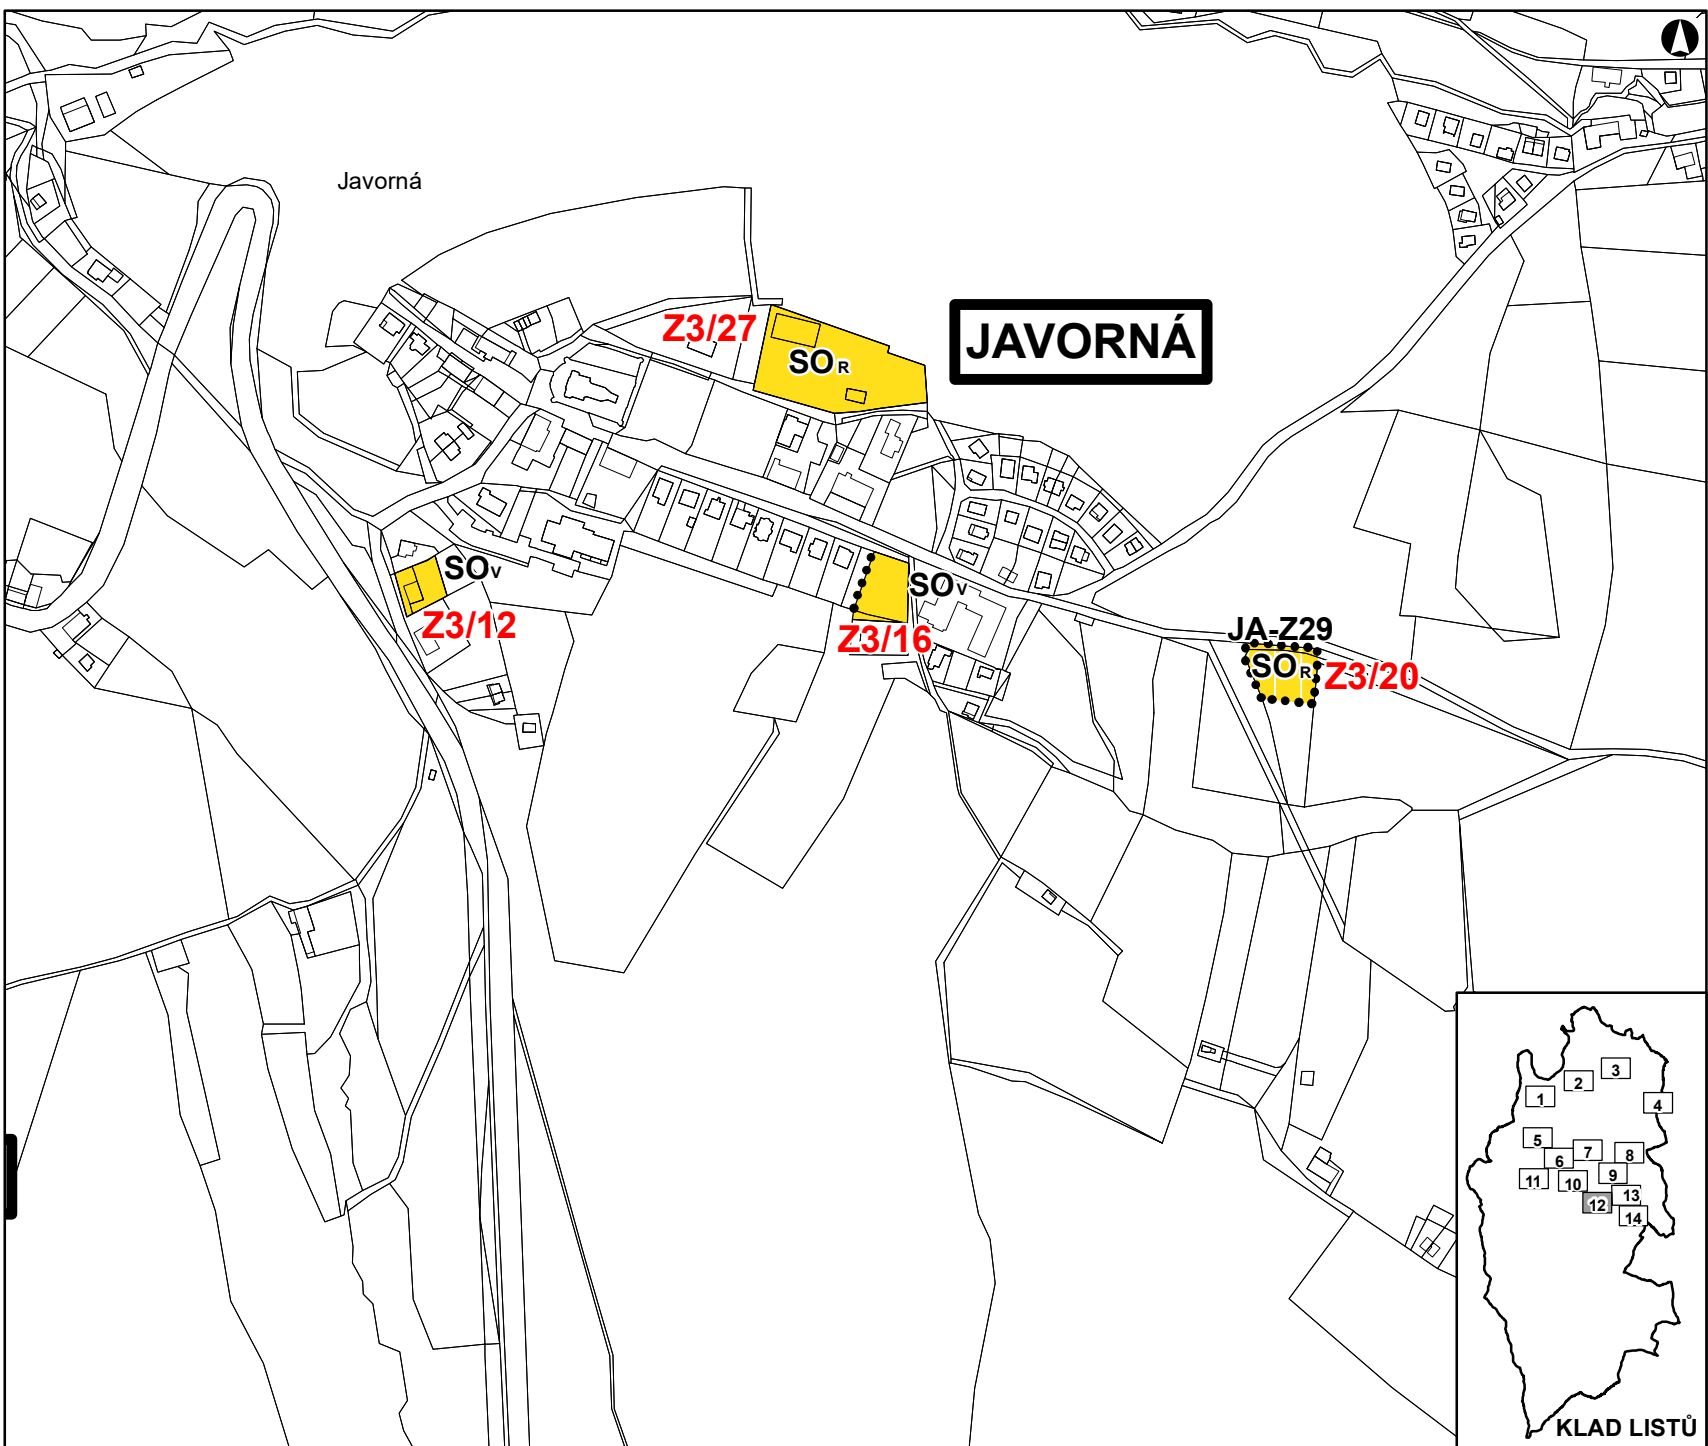 Javorná
Z3/27
SOR
JAVORNÁ
SOV
Z3/12
SOV
Z3/16
JA-Z29
SOR
Z3/20
1
2
3
4
5
6
7
8
9
10
11
12
13
14
KLAD LISTŮ